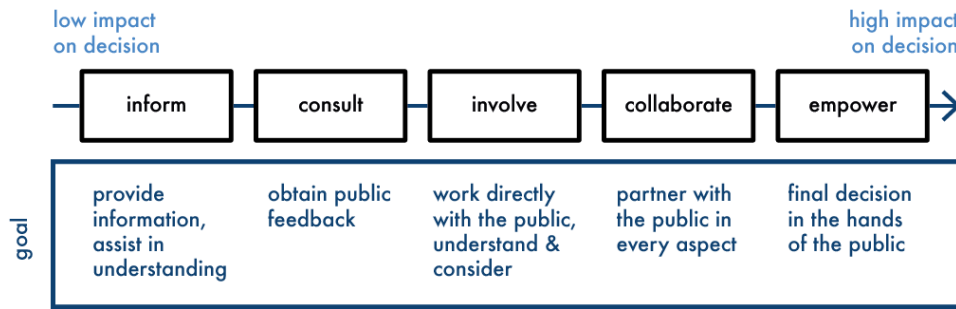 low impact
on decision
high impact
on decision
inform
consult
involve
collaborate
empower
goal
provide
information,
assist in
understanding
obtain public
feedback
work directly
with the public,
understand &
consider
partner with
the public in
every aspect
final decision
in the hands
of the public